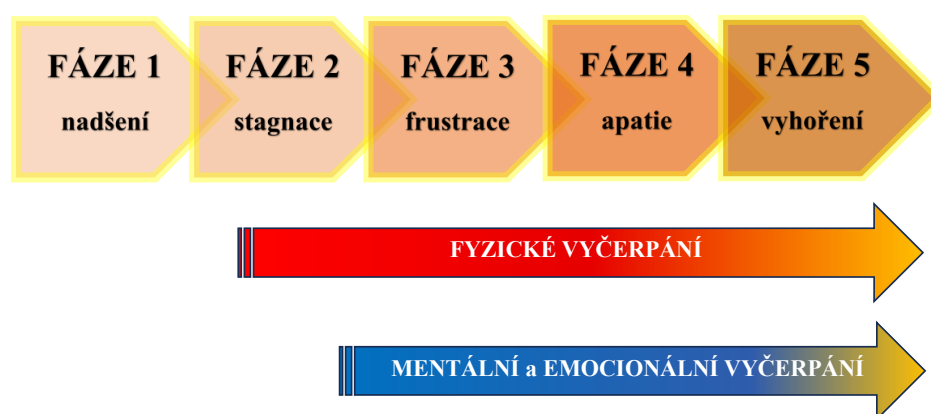 FÁZE 1
nadšení
FÁZE 2
stagnace
FÁZE 3
frustrace
FÁZE 4
apatie
FÁZE 5
vyhoření
FYZICKÉ VYČERPÁNÍ
MENTÁLNÍ a EMOCIONÁLNÍ VYČERPÁNÍ